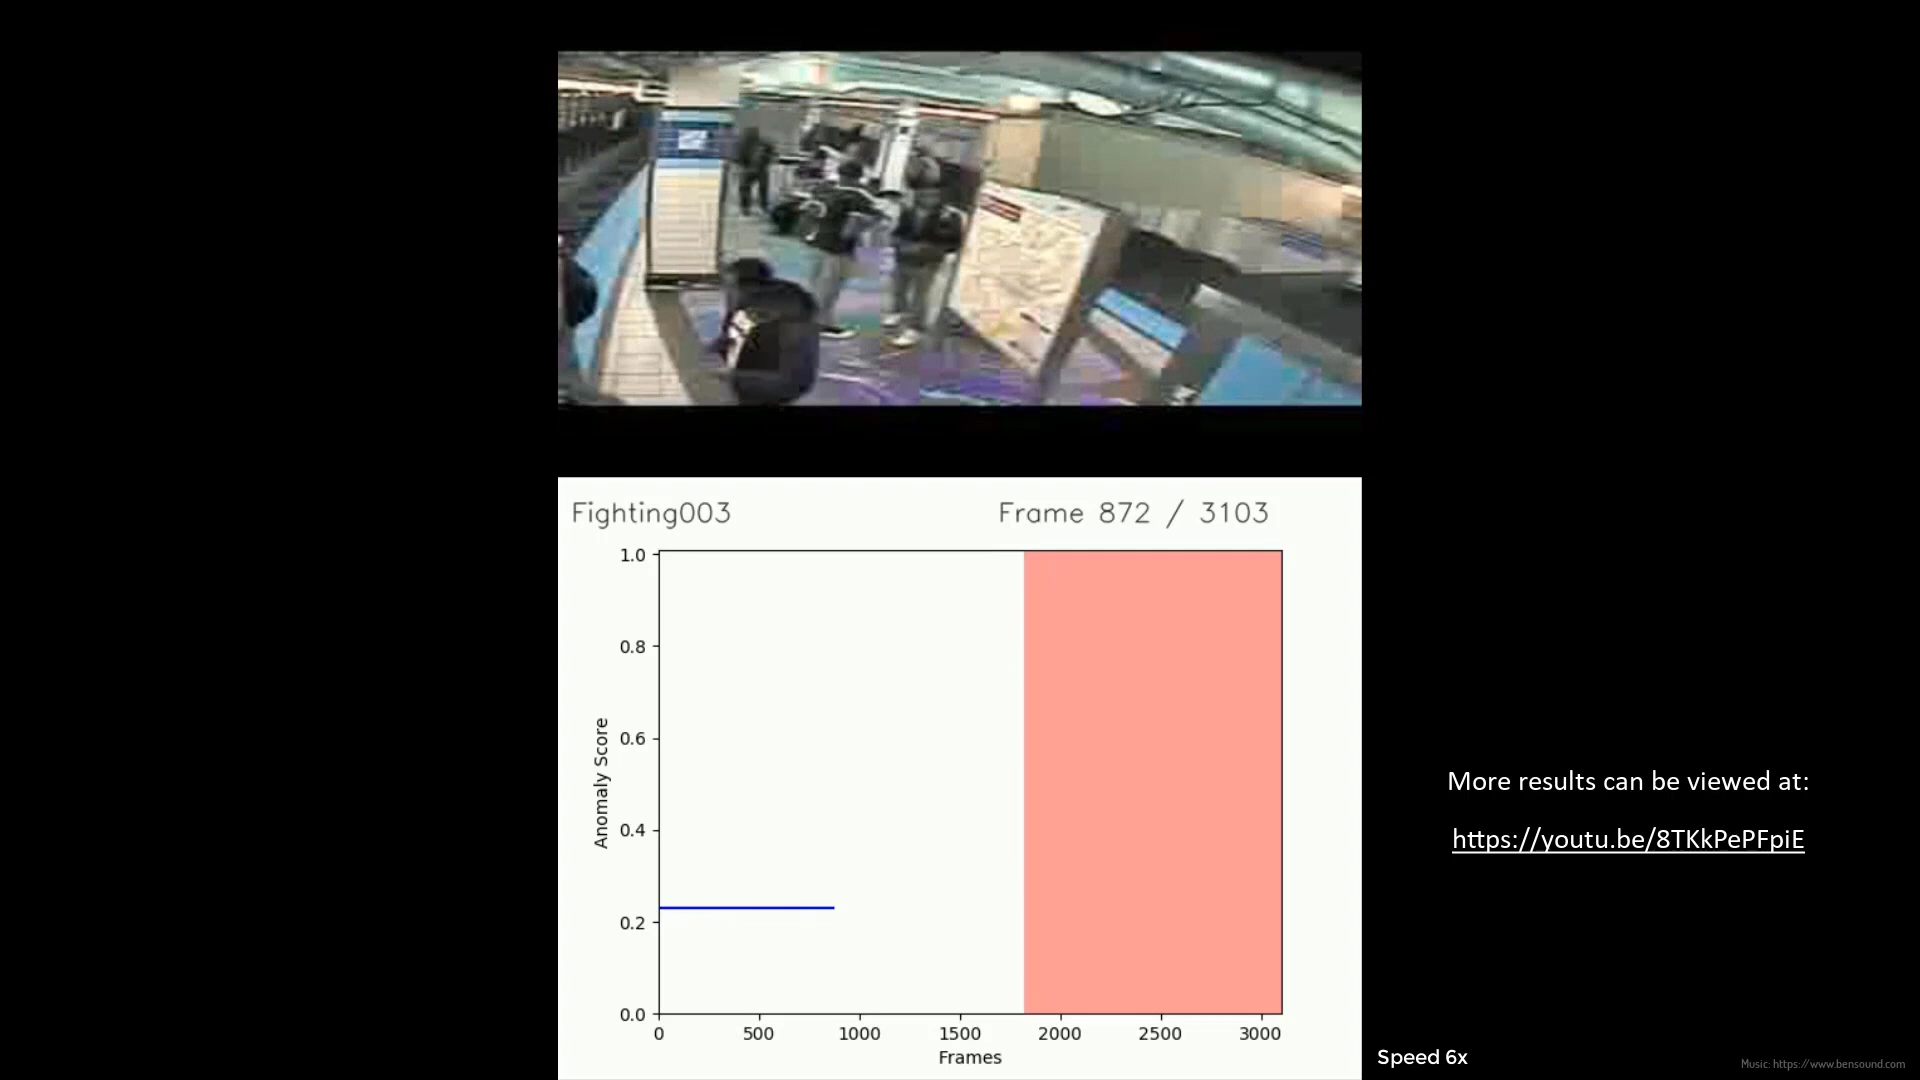 Fighting003
Frame 872 / 3103
1.0
0.8
0.6
0.4
0.2
0.0
Anomaly Score
0
500
1000
1500
2000
2500
3000
Frames
More results can be viewed at:
https://youtu.be/8TKkPePFpiE
Speed 6x
Music: https://www.bensound.com